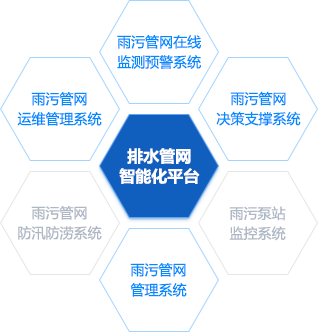 雨污管网在线
监测预警系统
雨污管网
运维管理系统
雨污管网
决策支撑系统
排水管网
智能化平台
雨污管网
防汛防涝系统
雨污泵站
监控系统
雨污管网
管理系统